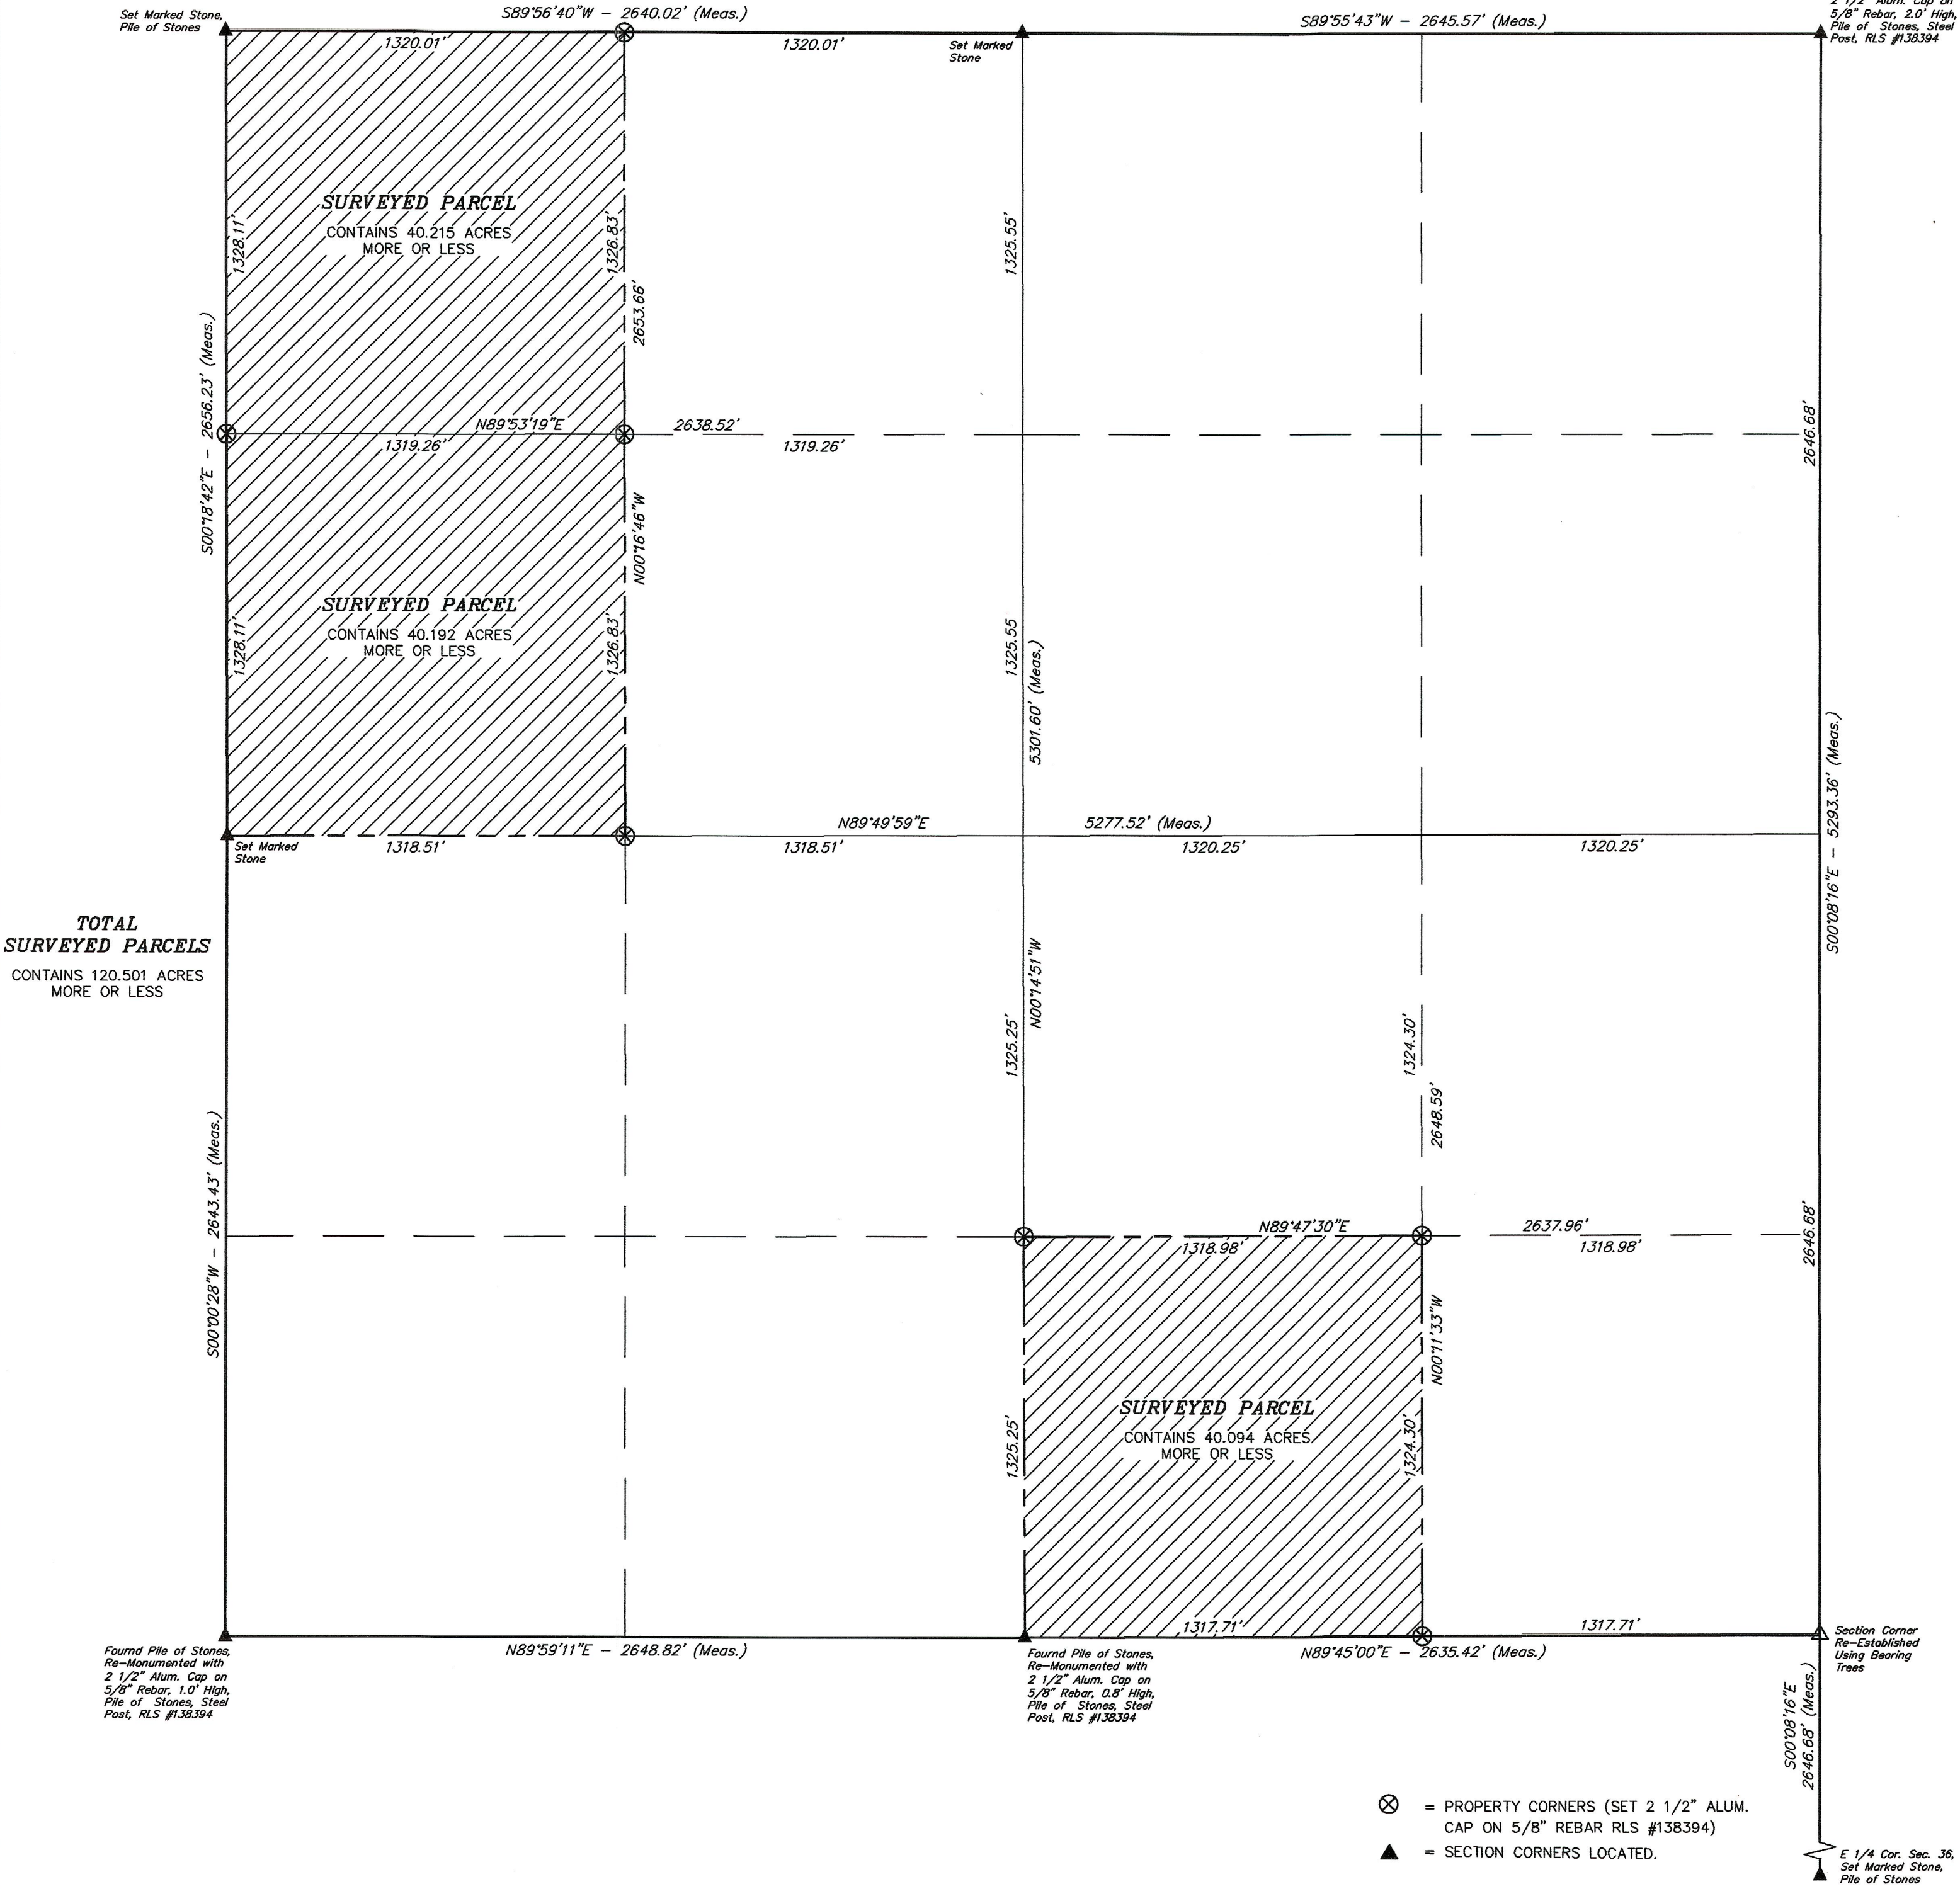 Set Marked Stone,
Pile of Stones
S89°56'40"W - 2640.02' (Meas.)
S89°55'43"W - 2645.57' (Meas.)
2 1/2" Alum. Cap on
5/8" Rebar, 2.0' High,
Pile of Stones, Steel
Post, RLS #138394
1320.01'
1320.01'
Set Marked
Stone
SURVEYED PARCEL
CONTAINS 40.215 ACRES
MORE OR LESS
1328.11'
1326.83'
1325.55'
2653.66'
S00°18'42"E - 2656.23' (Meas.)
N89°53'19"E
2638.52'
1319.26'
1319.26'
2646.68'
N00°16'46"W
SURVEYED PARCEL
CONTAINS 40.192 ACRES
MORE OR LESS
1328.11'
1326.83'
1325.55
5301.60' (Meas.)
S00°08'16"E - 5293.36' (Meas.)
N89°49'59"E
5277.52' (Meas.)
Set Marked
Stone
1318.51'
1318.51'
1320.25'
1320.25'
TOTAL
SURVEYED PARCELS
CONTAINS 120.501 ACRES
MORE OR LESS
N00°14'51"W
1325.25'
1324.30'
2648.59'
S00°00'28"W - 2643.43' (Meas.)
N89°47'30"E
2637.96'
1318.98'
1318.98'
2646.68'
N00°11'33"W
SURVEYED PARCEL
CONTAINS 40.094 ACRES
MORE OR LESS
1325.25'
1324.30'
1317.71'
1317.71'
N89°59'11"E - 2648.82' (Meas.)
N89°45'00"E - 2635.42' (Meas.)
Section Corner
Re-Established
Using Bearing
Trees
Fournd Pile of Stones,
Re-Monumented with
2 1/2" Alum. Cap on
5/8" Rebar, 1.0' High,
Pile of Stones, Steel
Post, RLS #138394
Fournd Pile of Stones,
Re-Monumented with
2 1/2" Alum. Cap on
5/8" Rebar, 0.8' High,
Pile of Stones, Steel
Post, RLS #138394
S00°08'16"E
2646.68' (Meas.)
= PROPERTY CORNERS (SET 2 1/2" ALUM.
CAP ON 5/8" REBAR RLS #138394)
= SECTION CORNERS LOCATED.
E 1/4 Cor. Sec. 36,
Set Marked Stone,
Pile of Stones